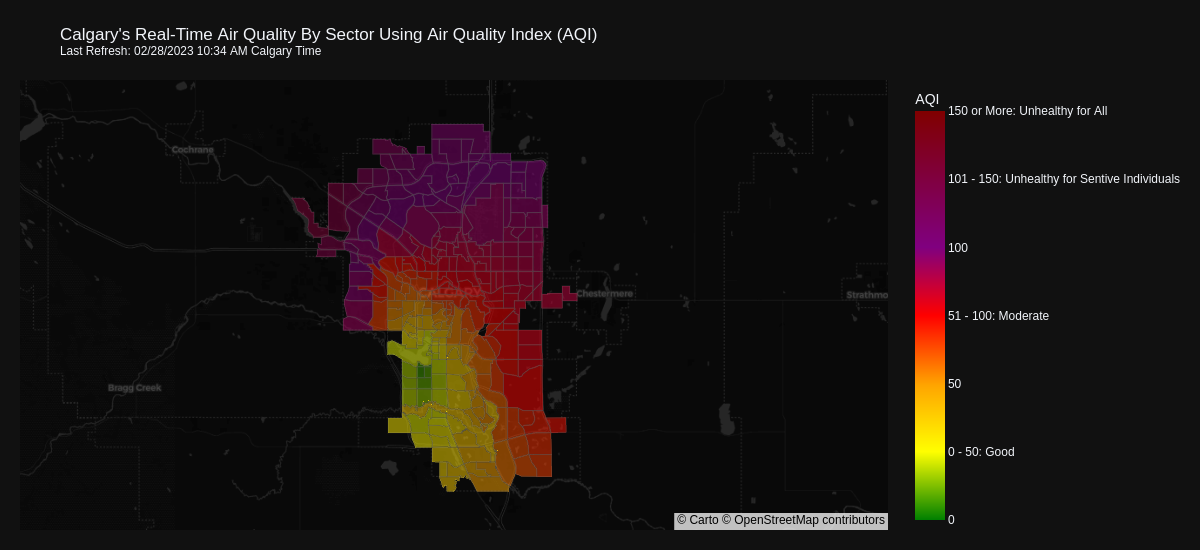 Calgary's Real-Time Air Quality By Sector Using Air Quality Index (AQI)
Last Refresh: 02/28/2023 10:34 AM Calgary Time
AQI
150 or More: Unhealthy for All
Cochrane
101 - 150: Unhealthy for Sentive Individuals
100
CALGARY
Chestermere
Strathmo
51 - 100: Moderate
Bragg Creek
50
0 - 50: Good
0
© Carto © OpenStreetMap contributors